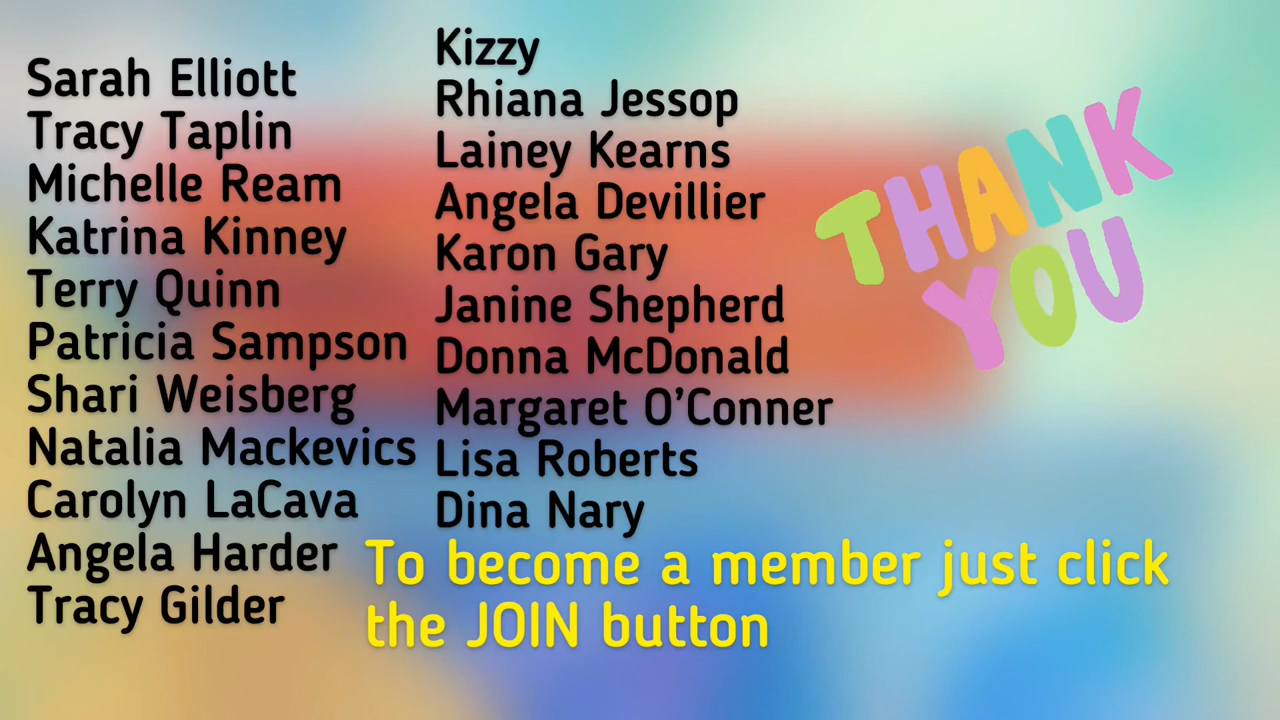 Sarah Elliott
Tracy Taplin
Michelle Ream
Katrina Kinney
Terry Quinn
Patricia Sampson
Shari Weisberg
Natalia Mackevics
Carolyn LaCava
Angela Harder
Tracy Gilder
Kizzy
Rhiana Jessop
Lainey Kearns
Angela Devillier
Karon Gary
Janine Shepherd
Donna McDonald
Margaret O’Conner
Lisa Roberts
Dina Nary
THANK
YOU
To become a member just click
the JOIN button